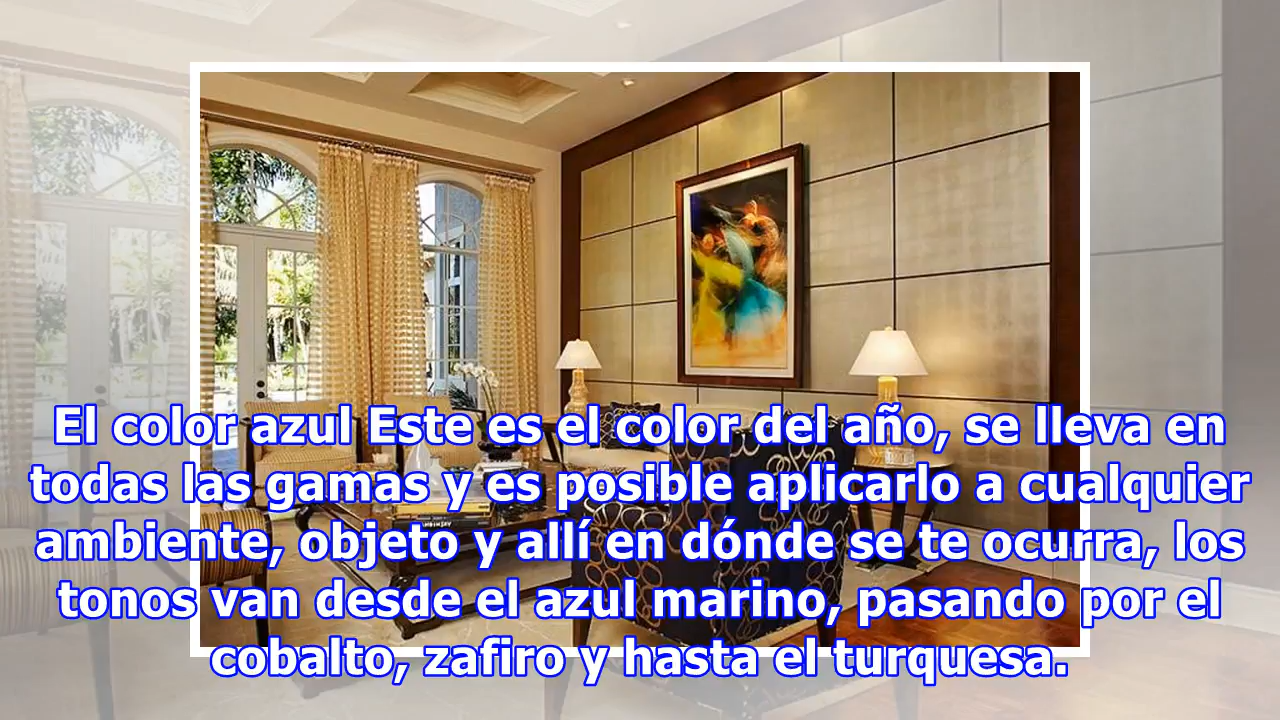 El color azul Este es el color del año, se lleva en
todas las gamas y es posible aplicarlo a cualquier
ambiente, objeto y allí en dónde se te ocurra, los
tonos van desde el azul marino, pasando por el
cobalto, zafiro y hasta el turquesa.